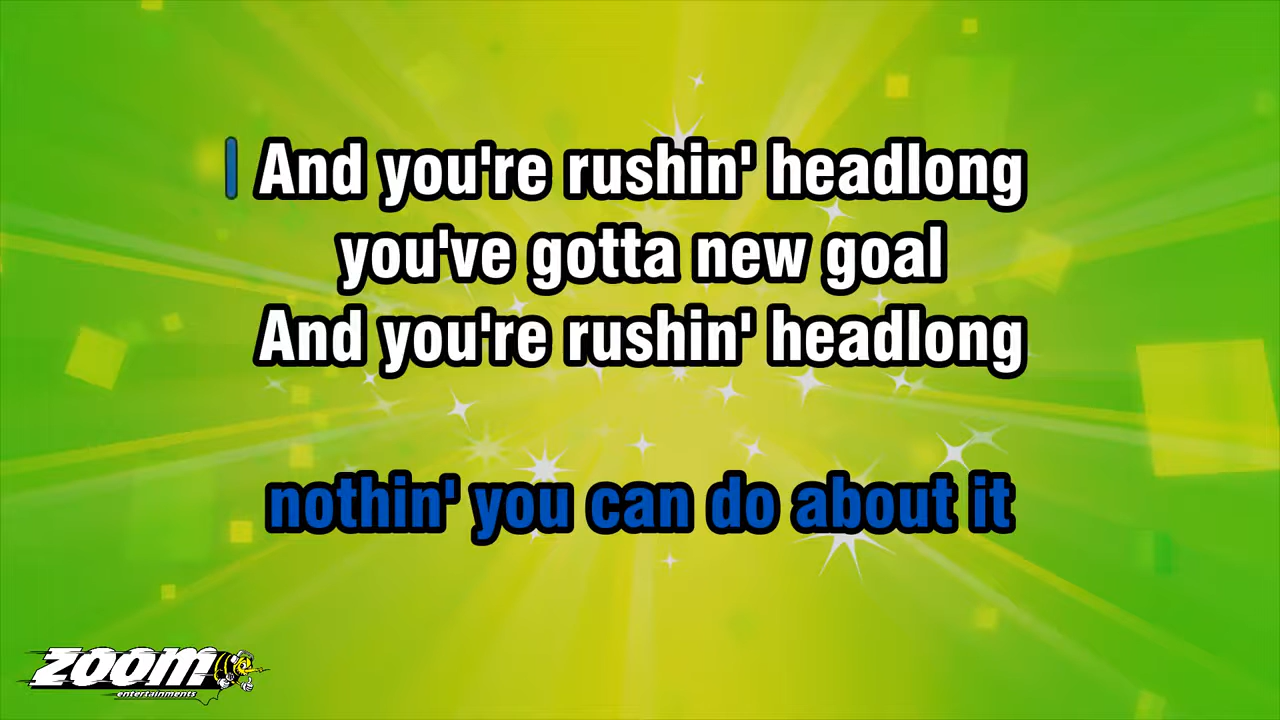 And you're rushin' headlong
you've gotta new goal
And you're rushin' headlong
nothin' you can do about it
ZOOM
entertainments